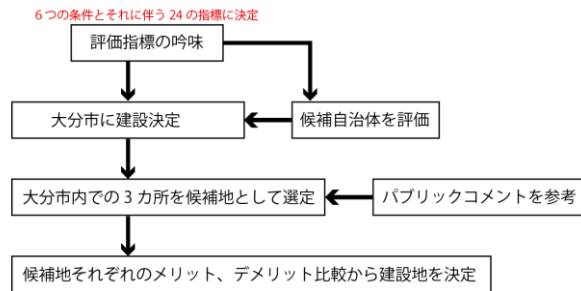 6つの条件とそれに伴う24の指標に決定
評価指標の吟味
大分市に建設決定
候補自治体を評価
大分市内での3カ所を候補地として選定
パブリックコメントを参考
候補地それぞれのメリット、デメリット比較から建設地を決定